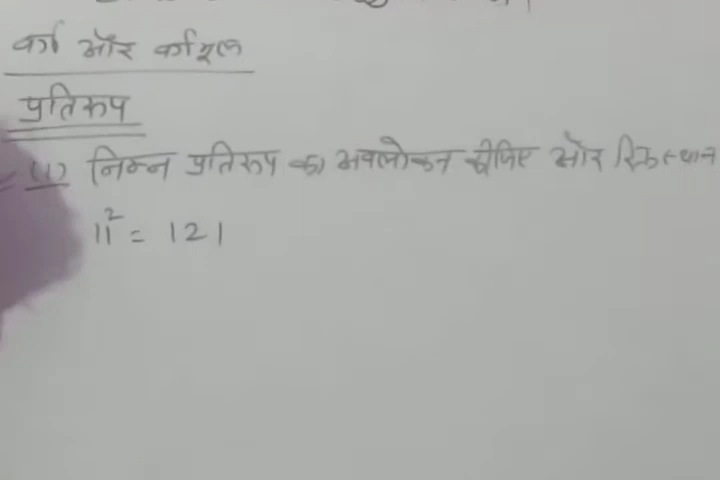 वर्ग और वर्गमूल
प्रतिरूप
(1) निम्न प्रतिरूप का अवलोकन कीजिए और रिक्त स्थान
11² = 121